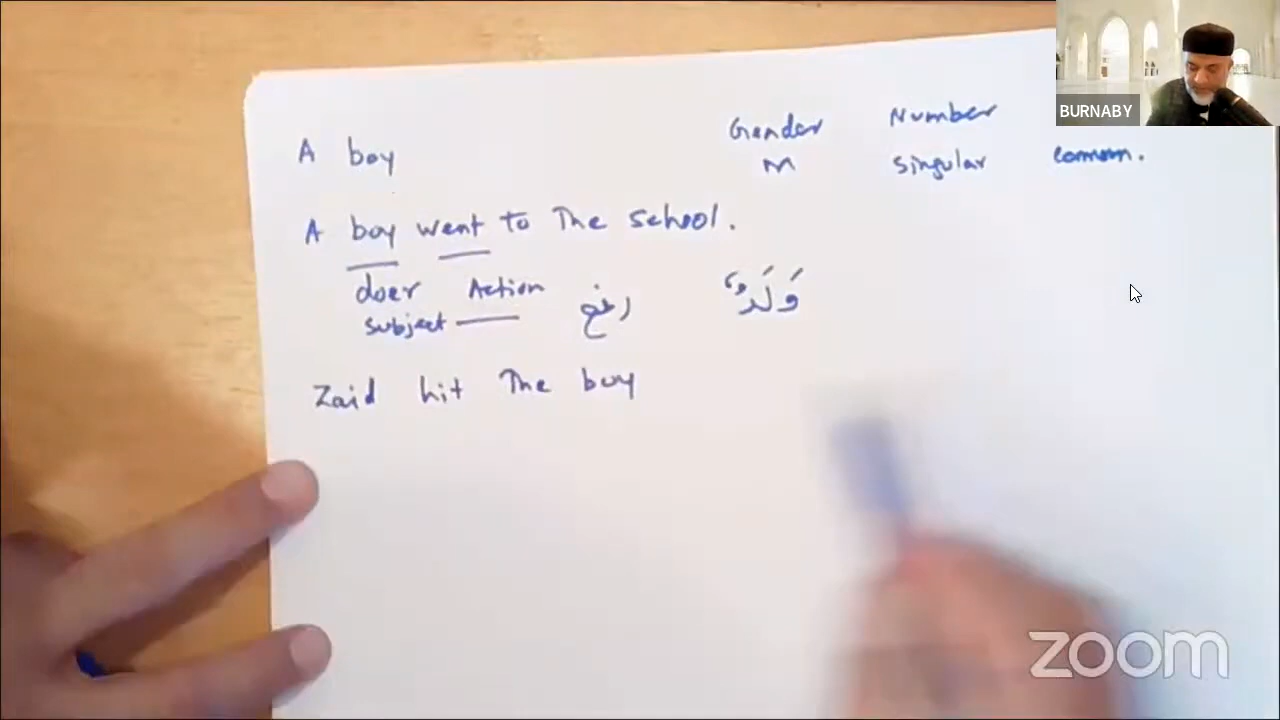 BURNABY
Gender Number
A boy M Singular Common.
A boy went to The School.
doer Action رفع وَلَدٌ
Subject
Zaid hit The boy
zoom